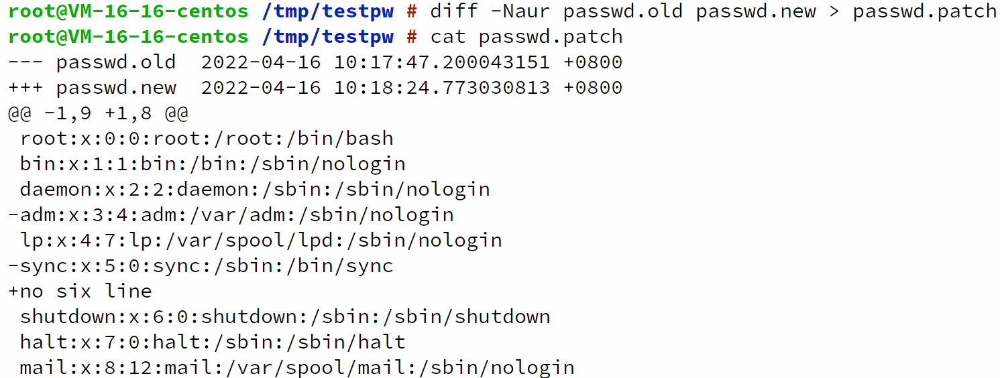 root@VM-16-16-centos /tmp/testpw # diff -Naur passwd.old passwd.new > passwd.patch
root@VM-16-16-centos /tmp/testpw # cat passwd.patch
--- passwd.old  2022-04-16 10:17:47.200043151 +0800
+++ passwd.new  2022-04-16 10:18:24.773030813 +0800
@@ -1,9 +1,8 @@
 root:x:0:0:root:/root:/bin/bash
 bin:x:1:1:bin:/bin:/sbin/nologin
 daemon:x:2:2:daemon:/sbin:/sbin/nologin
-adm:x:3:4:adm:/var/adm:/sbin/nologin
 lp:x:4:7:lp:/var/spool/lpd:/sbin/nologin
-sync:x:5:0:sync:/sbin:/bin/sync
+no six line
 shutdown:x:6:0:shutdown:/sbin:/sbin/shutdown
 halt:x:7:0:halt:/sbin:/sbin/halt
 mail:x:8:12:mail:/var/spool/mail:/sbin/nologin